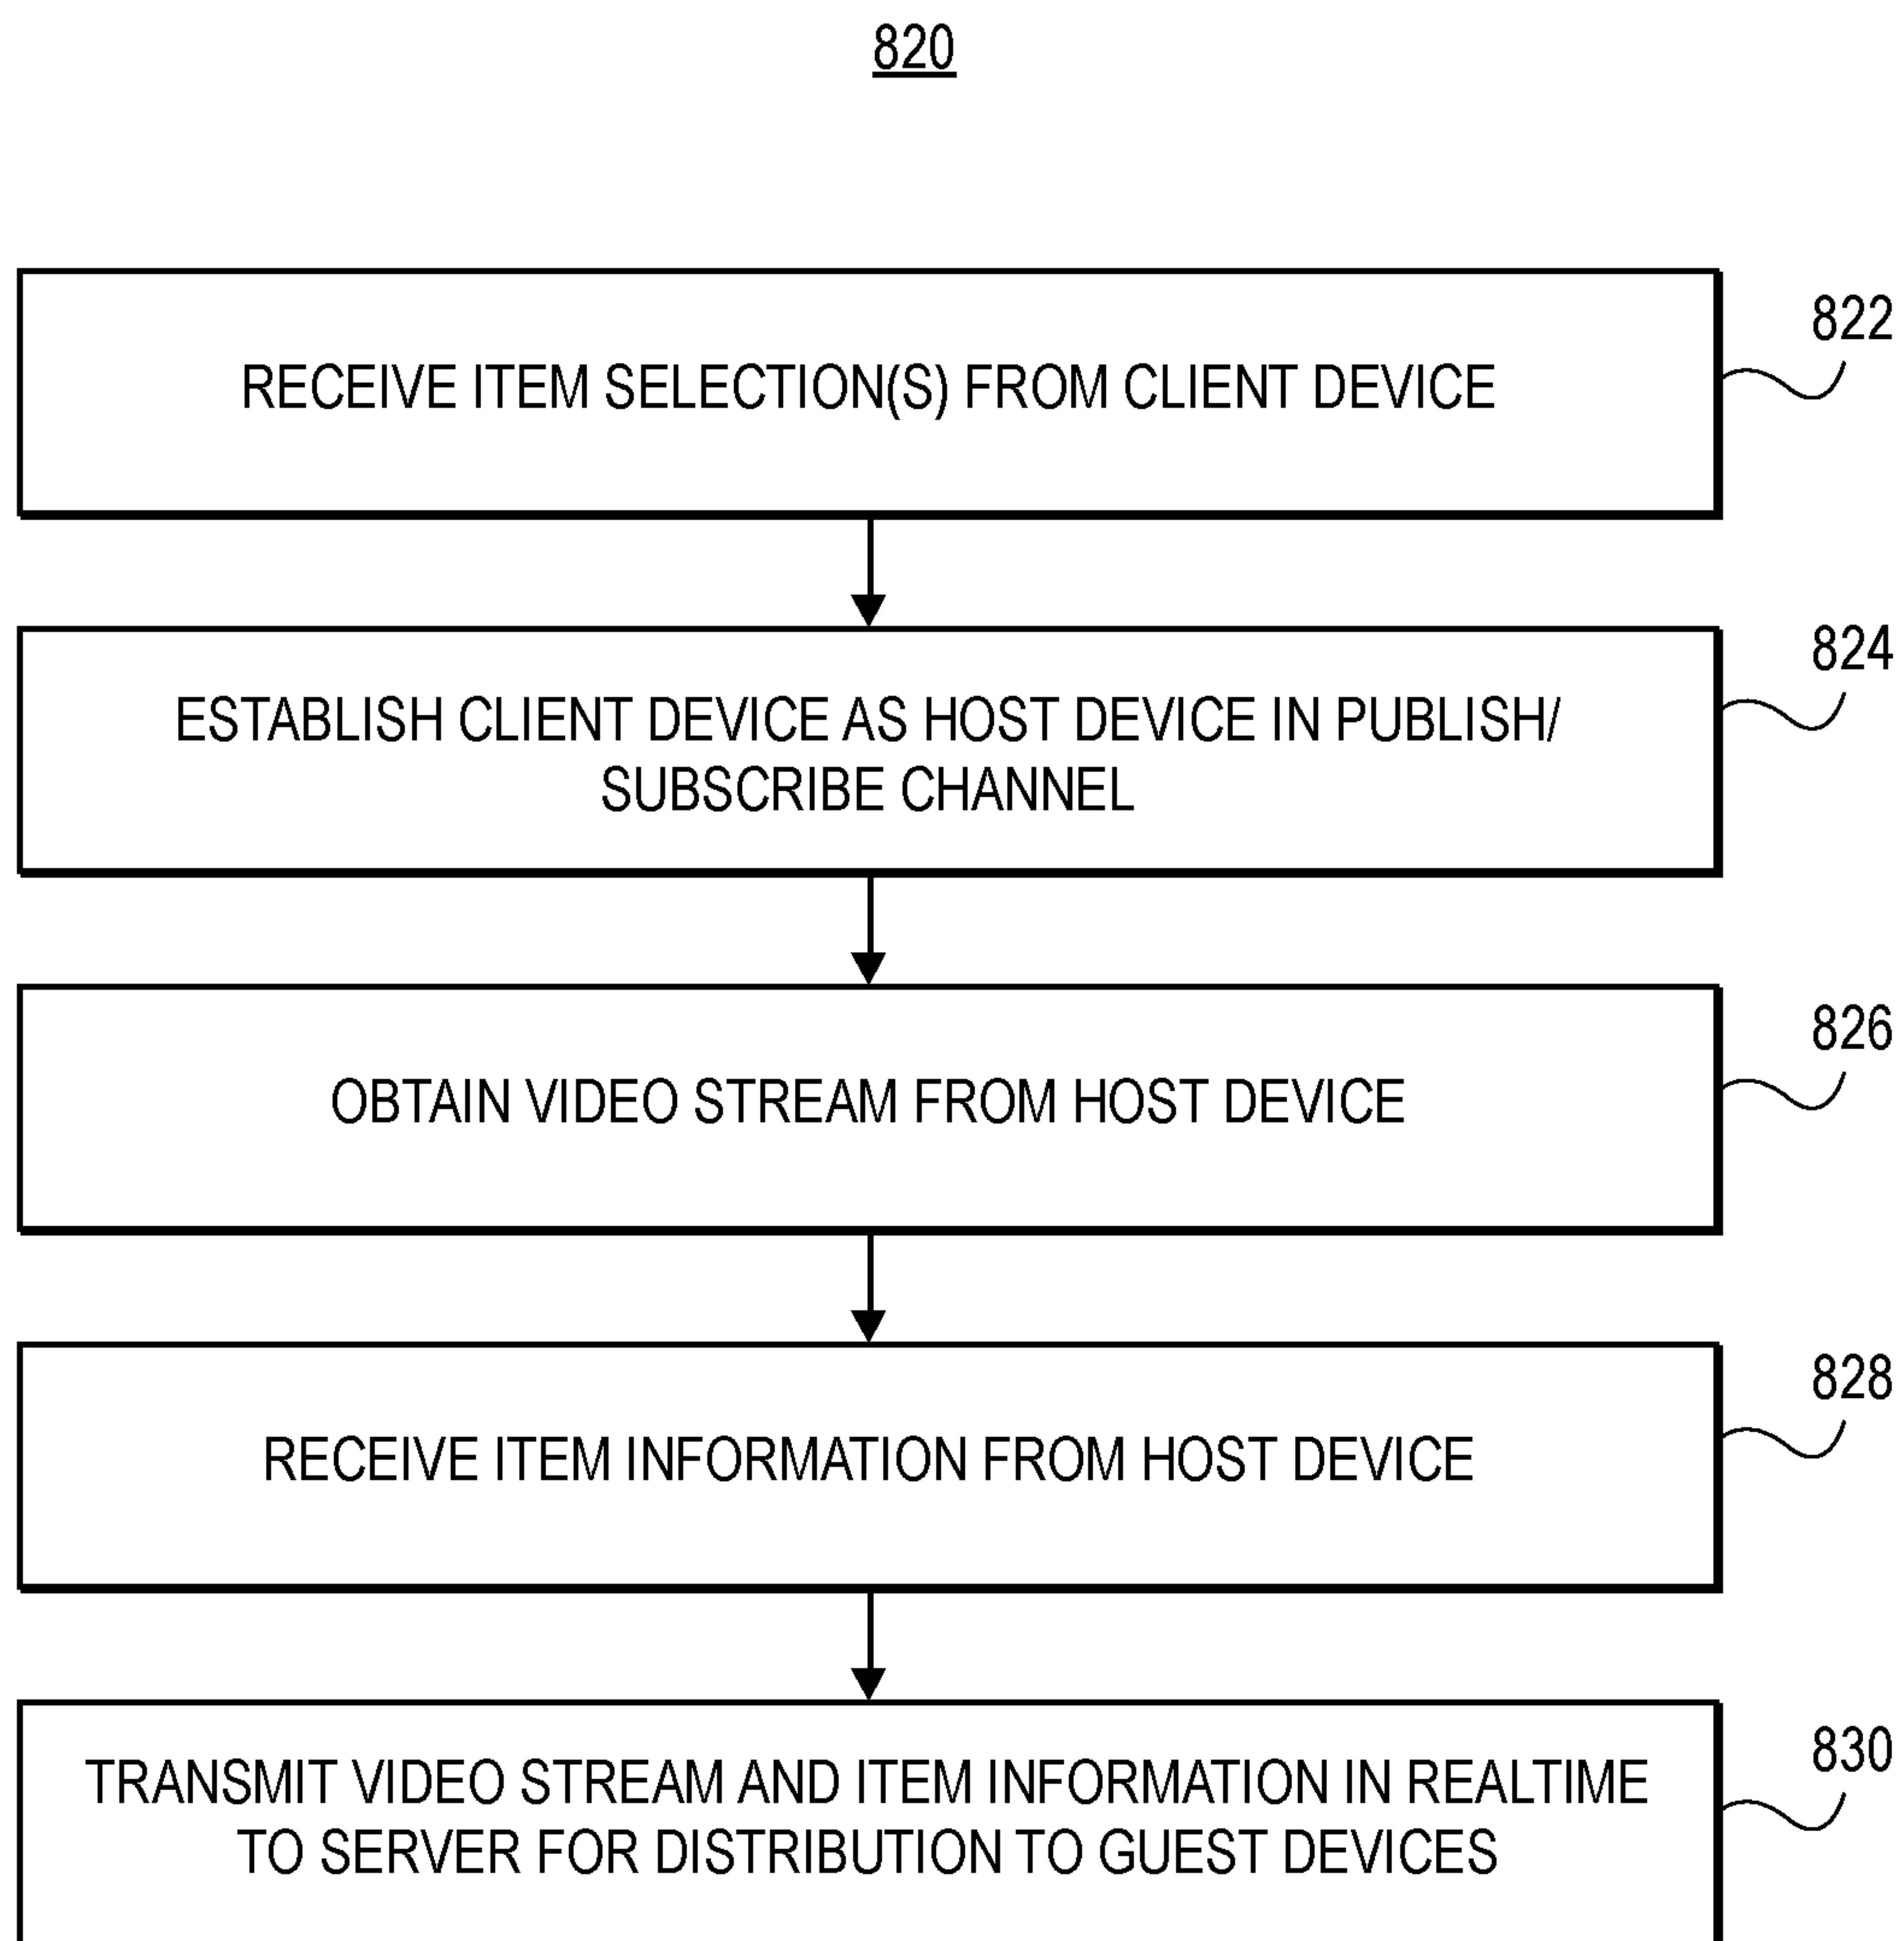 820
RECEIVE ITEM SELECTION(S) FROM CLIENT DEVICE
822
ESTABLISH CLIENT DEVICE AS HOST DEVICE IN PUBLISH/
SUBSCRIBE CHANNEL
824
OBTAIN VIDEO STREAM FROM HOST DEVICE
826
RECEIVE ITEM INFORMATION FROM HOST DEVICE
828
TRANSMIT VIDEO STREAM AND ITEM INFORMATION IN REALTIME
TO SERVER FOR DISTRIBUTION TO GUEST DEVICES
830